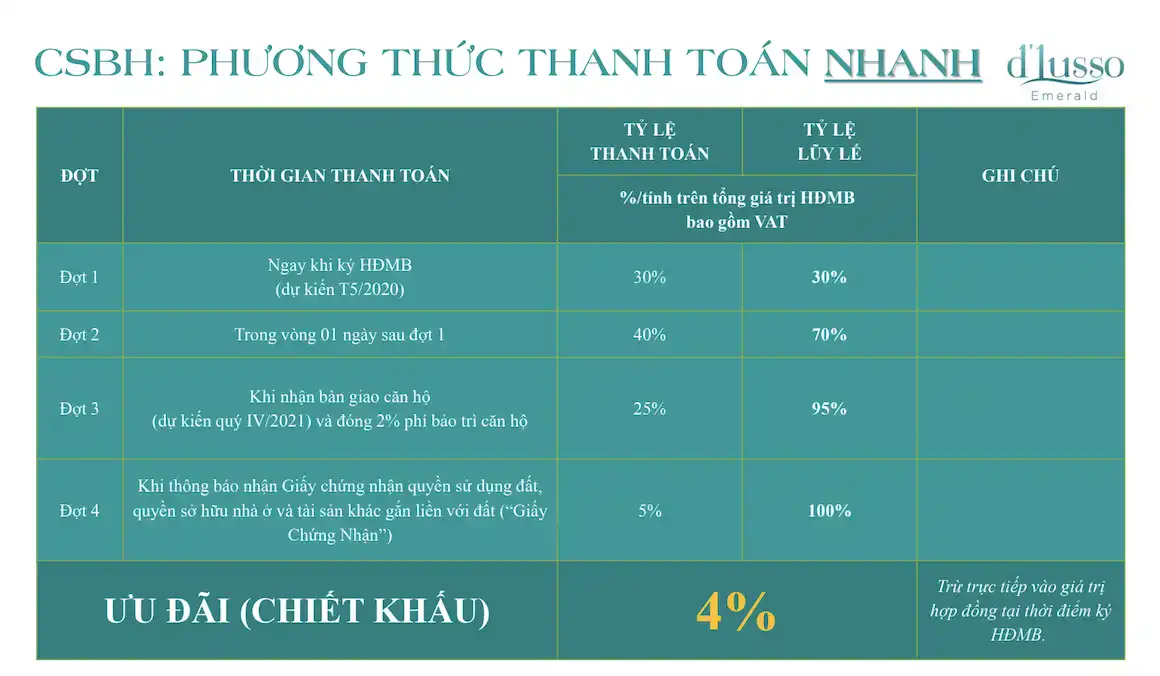 CSBH: PHƯƠNG THỨC THANH TOÁN NHANH
d'lusso
Emerald
ĐỢT
THỜI GIAN THANH TOÁN
TỶ LỆ
THANH TOÁN
TỶ LỆ
LŨY LẾ
GHI CHÚ
%/tính trên tổng giá trị HĐMB
bao gồm VAT
Đợt 1
Ngay khi ký HĐMB
(dự kiến T5/2020)
30%
30%
Đợt 2
Trong vòng 01 ngày sau đợt 1
40%
70%
Đợt 3
Khi nhận bàn giao căn hộ
(dự kiến quý IV/2021) và đóng 2% phí bảo trì căn hộ
25%
95%
Đợt 4
Khi thông báo nhận Giấy chứng nhận quyền sử dụng đất,
quyền sở hữu nhà ở và tài sản khác gắn liền với đất (“Giấy
Chứng Nhận”)
5%
100%
ƯU ĐÃI (CHIẾT KHẤU)
4%
Trừ trực tiếp vào giá trị
hợp đồng tại thời điểm ký
HĐMB.